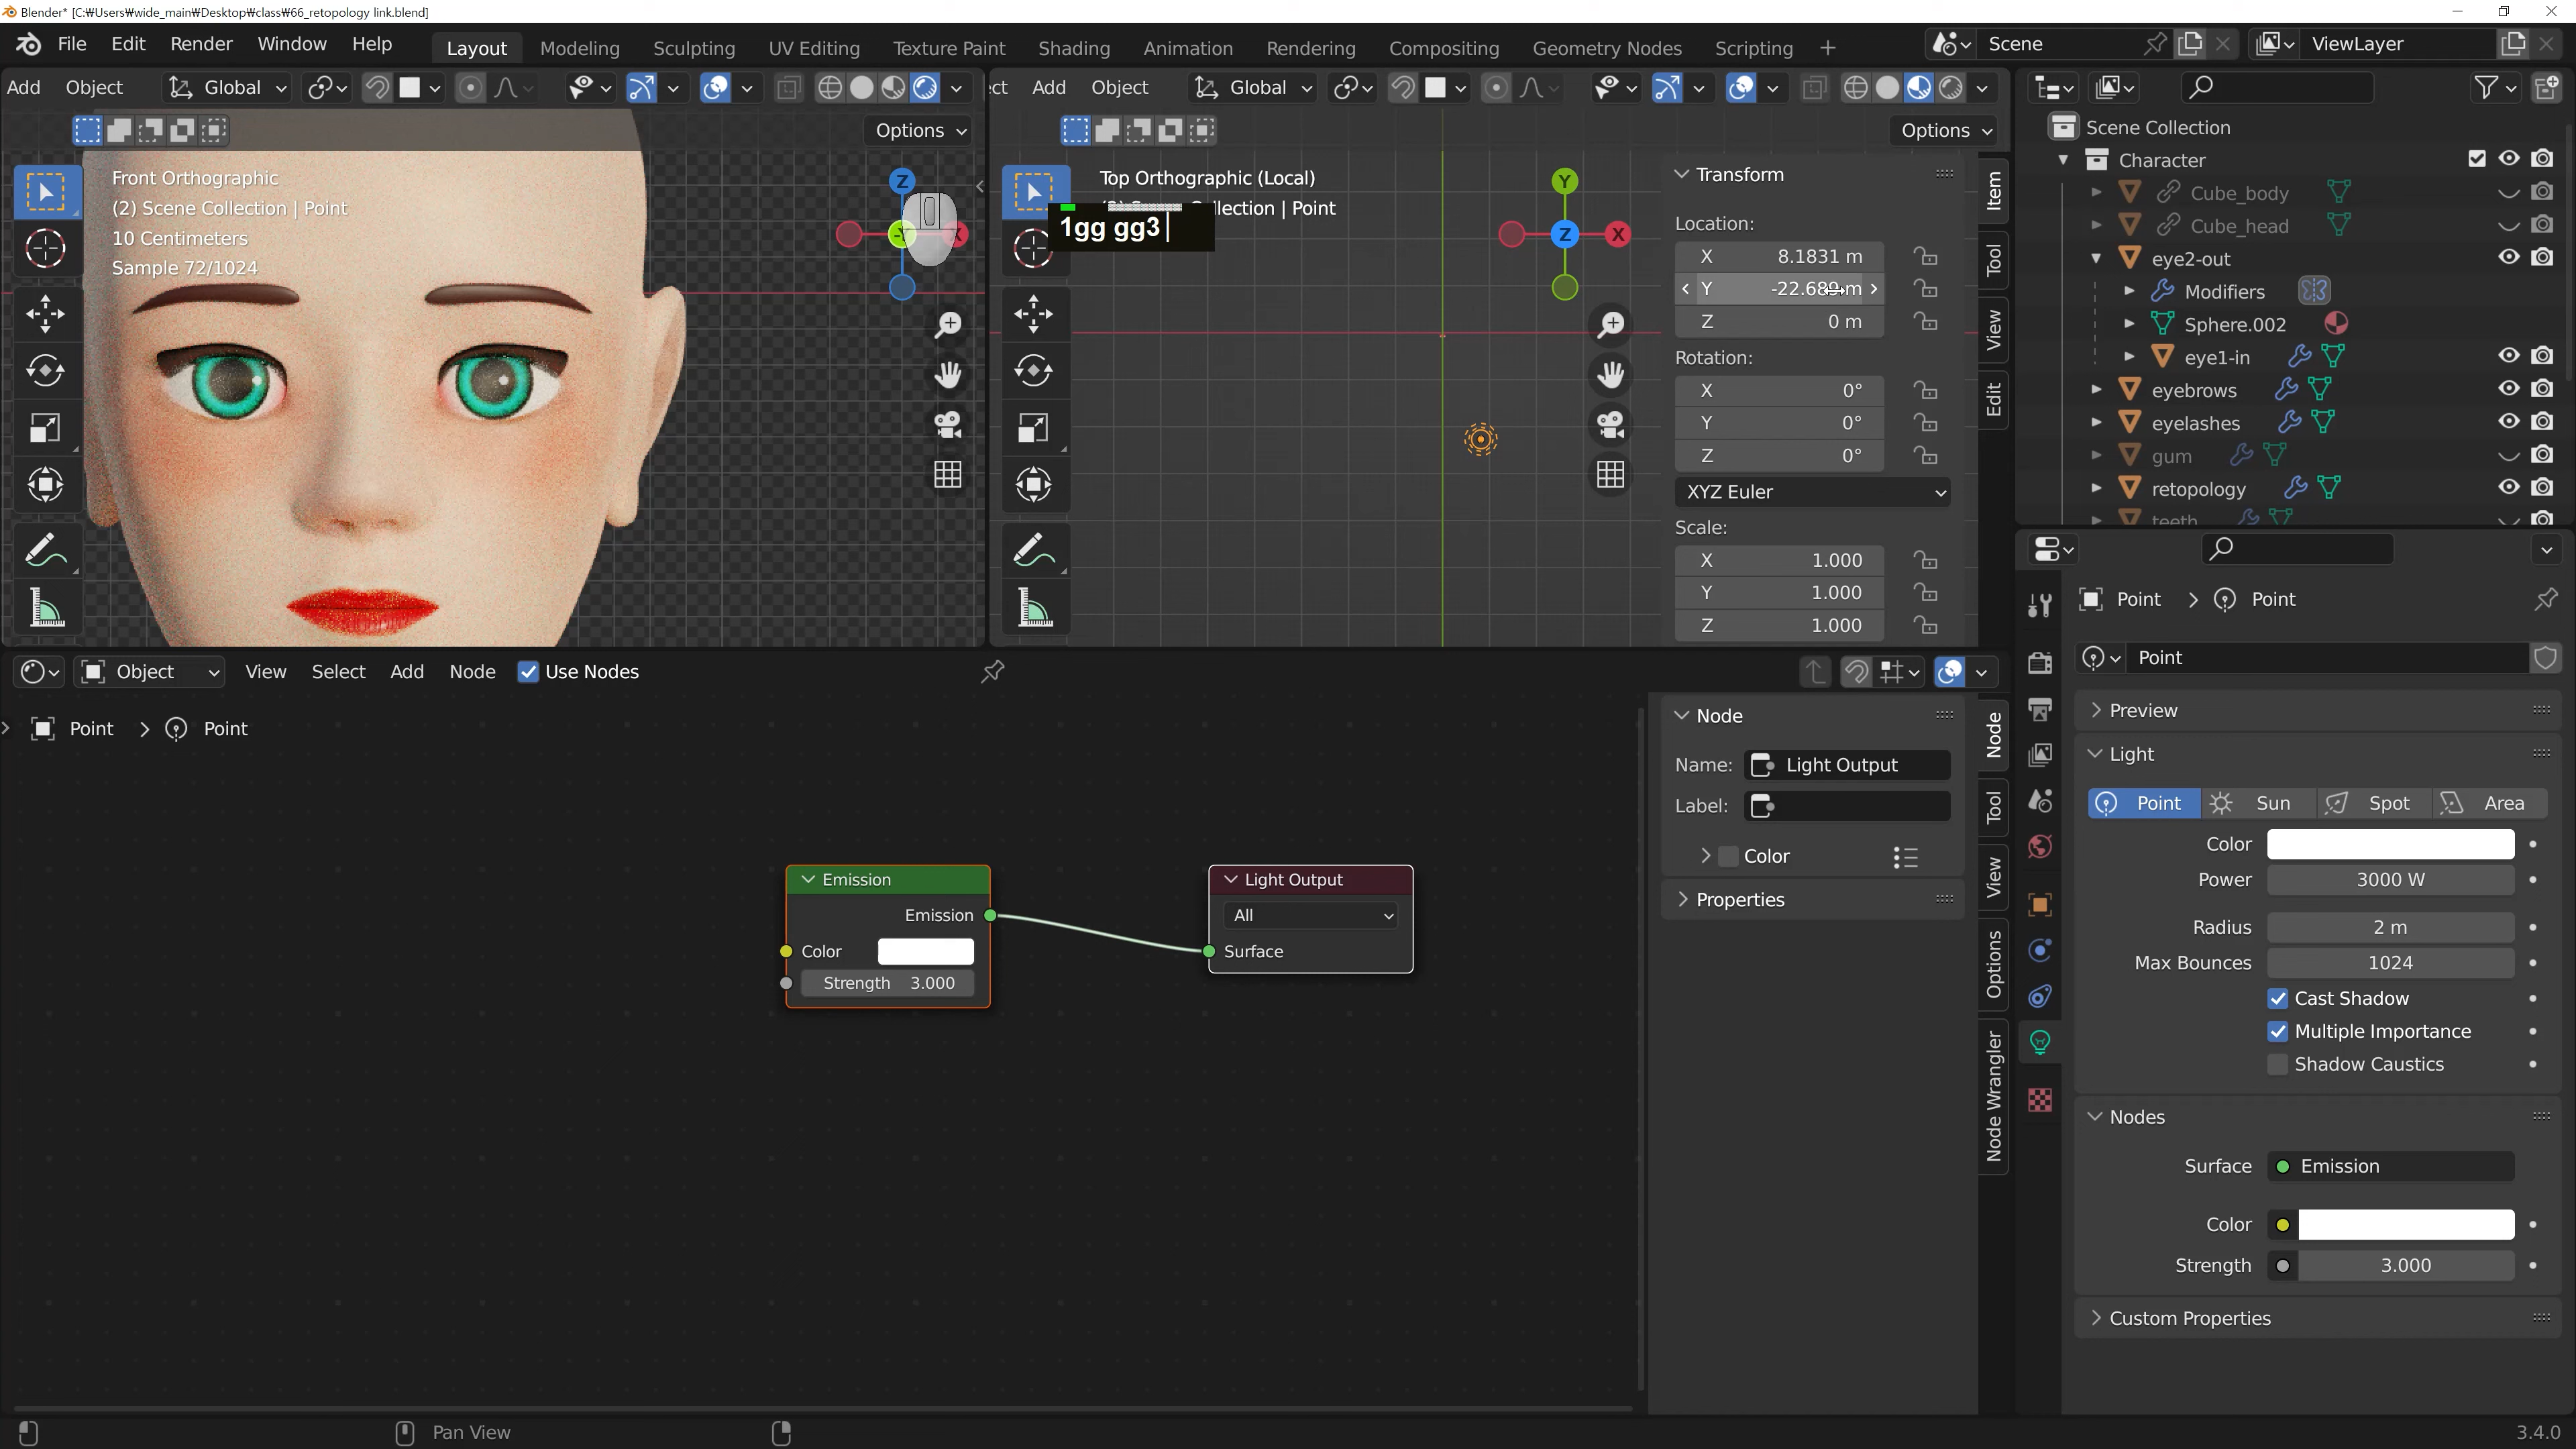 Blender* [C:₩Users₩wide_main₩Desktop₩class₩66_retopology link.blend]
File Edit Render Window Help Layout Modeling Sculpting UV Editing Texture Paint Shading Animation Rendering Compositing Geometry Nodes Scripting + Scene ViewLayer
Add Object Global
ct Add Object Global
Options
Options
Front Orthographic
(2) Scene Collection | Point
10 Centimeters
Sample 72/1024
Z
-Y
X
Top Orthographic (Local)
Collection | Point
1gg gg3
Y
Z
X
Transform
Location:
X 8.1831 m
Y -22.689 m
Z 0 m
Rotation:
X 0°
Y 0°
Z 0°
XYZ Euler
Scale:
X 1.000
Y 1.000
Z 1.000
Item
Tool
View
Edit
Scene Collection
Character
Cube_body
Cube_head
eye2-out
Modifiers
Sphere.002
eye1-in
eyebrows
eyelashes
gum
retopology
teeth
Object View Select Add Node Use Nodes
Point > Point
Emission
Emission
Color
Strength 3.000
Light Output
All
Surface
Node
Name: Light Output
Label:
Color
Properties
Node
Tool
View
Options
Node Wrangler
Point > Point
Point
Preview
Light
Point Sun Spot Area
Color
Power 3000 W
Radius 2 m
Max Bounces 1024
Cast Shadow
Multiple Importance
Shadow Caustics
Nodes
Surface Emission
Color
Strength 3.000
Custom Properties
Pan View
3.4.0